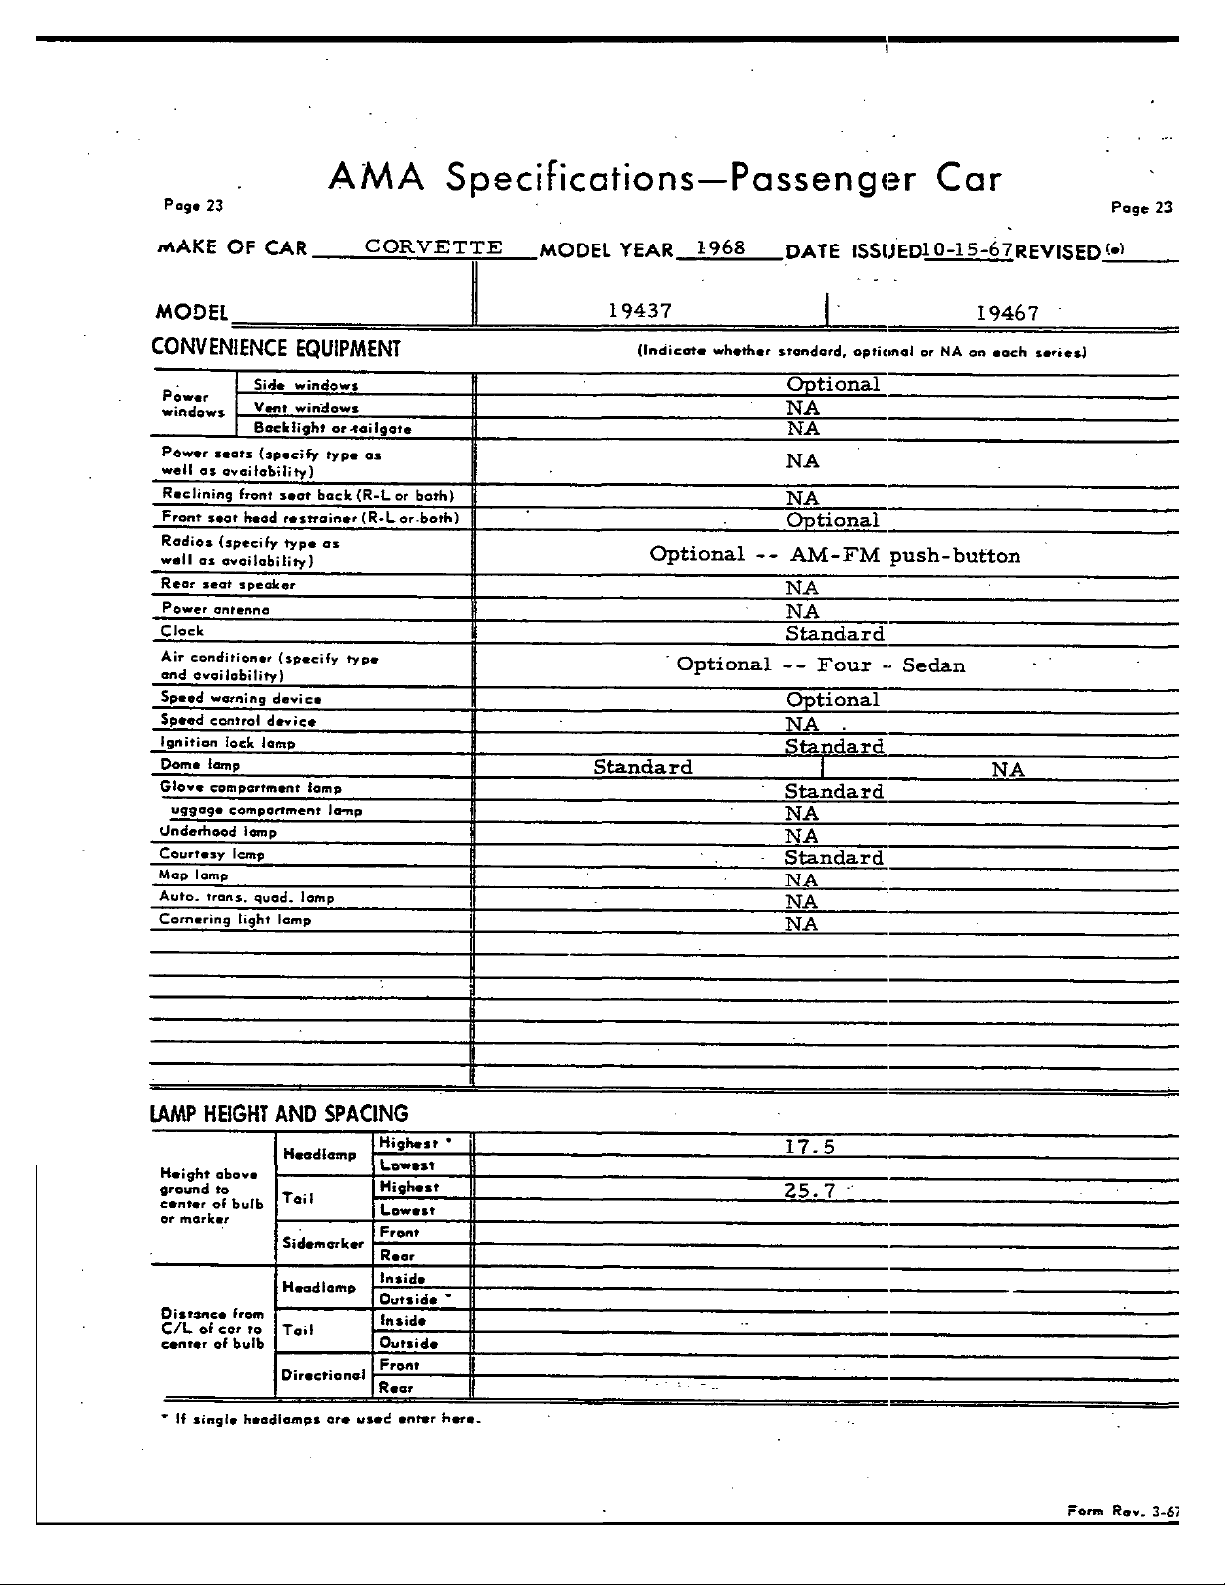 AMA Specifications—Passenger Car
Page 23
Page 23
MAKE OF CAR CORVETTE MODEL YEAR 1968 DATE ISSUED 10-15-67 REVISED (•)
MODEL 19437 19467
CONVENIENCE EQUIPMENT (Indicate whether standard, optional or NA on each series)
Power windows
Side windows Optional
Vent windows NA
Backlight or tailgate NA
Power seats (specify type as
well as availability) NA
Reclining front seat back (R-L or both) NA
Front seat head restrainer (R-L or both) Optional
Radios (specify type as
well as availability) Optional -- AM-FM push-button
Rear seat speaker NA
Power antenna NA
Clock Standard
Air conditioner (specify type
and availability) Optional -- Four - Sedan
Speed warning device Optional
Speed control device NA
Ignition lock lamp Standard
Dome lamp Standard NA
Glove compartment lamp Standard
uggage compartment lamp NA
Underhood lamp NA
Courtesy lamp Standard
Map lamp NA
Auto. trans. quad. lamp NA
Cornering light lamp NA
LAMP HEIGHT AND SPACING
Height above
ground to
center of bulb
or marker
Headlamp Highest * 17.5
Lowest
Tail Highest 25.7
Lowest
Sidemarker Front
Rear
Distance from
C/L of car to
center of bulb
Headlamp Inside
Outside *
Tail Inside
Outside
Directional Front
Rear
* If single headlamps are used enter here.
Form Rev. 3-67